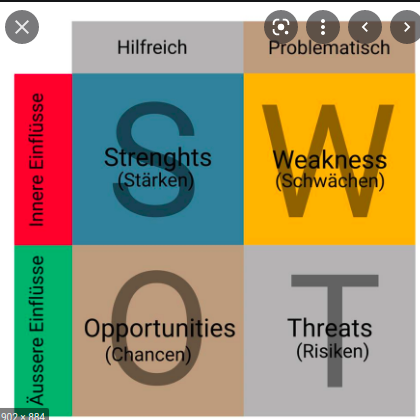 Hilfreich
Problematisch
Innere Einflüsse
S
Strenghts
(Stärken)
W
Weakness
(Schwächen)
Äussere Einflüsse
O
Opportunities
(Chancen)
T
Threats
(Risiken)
902 × 884